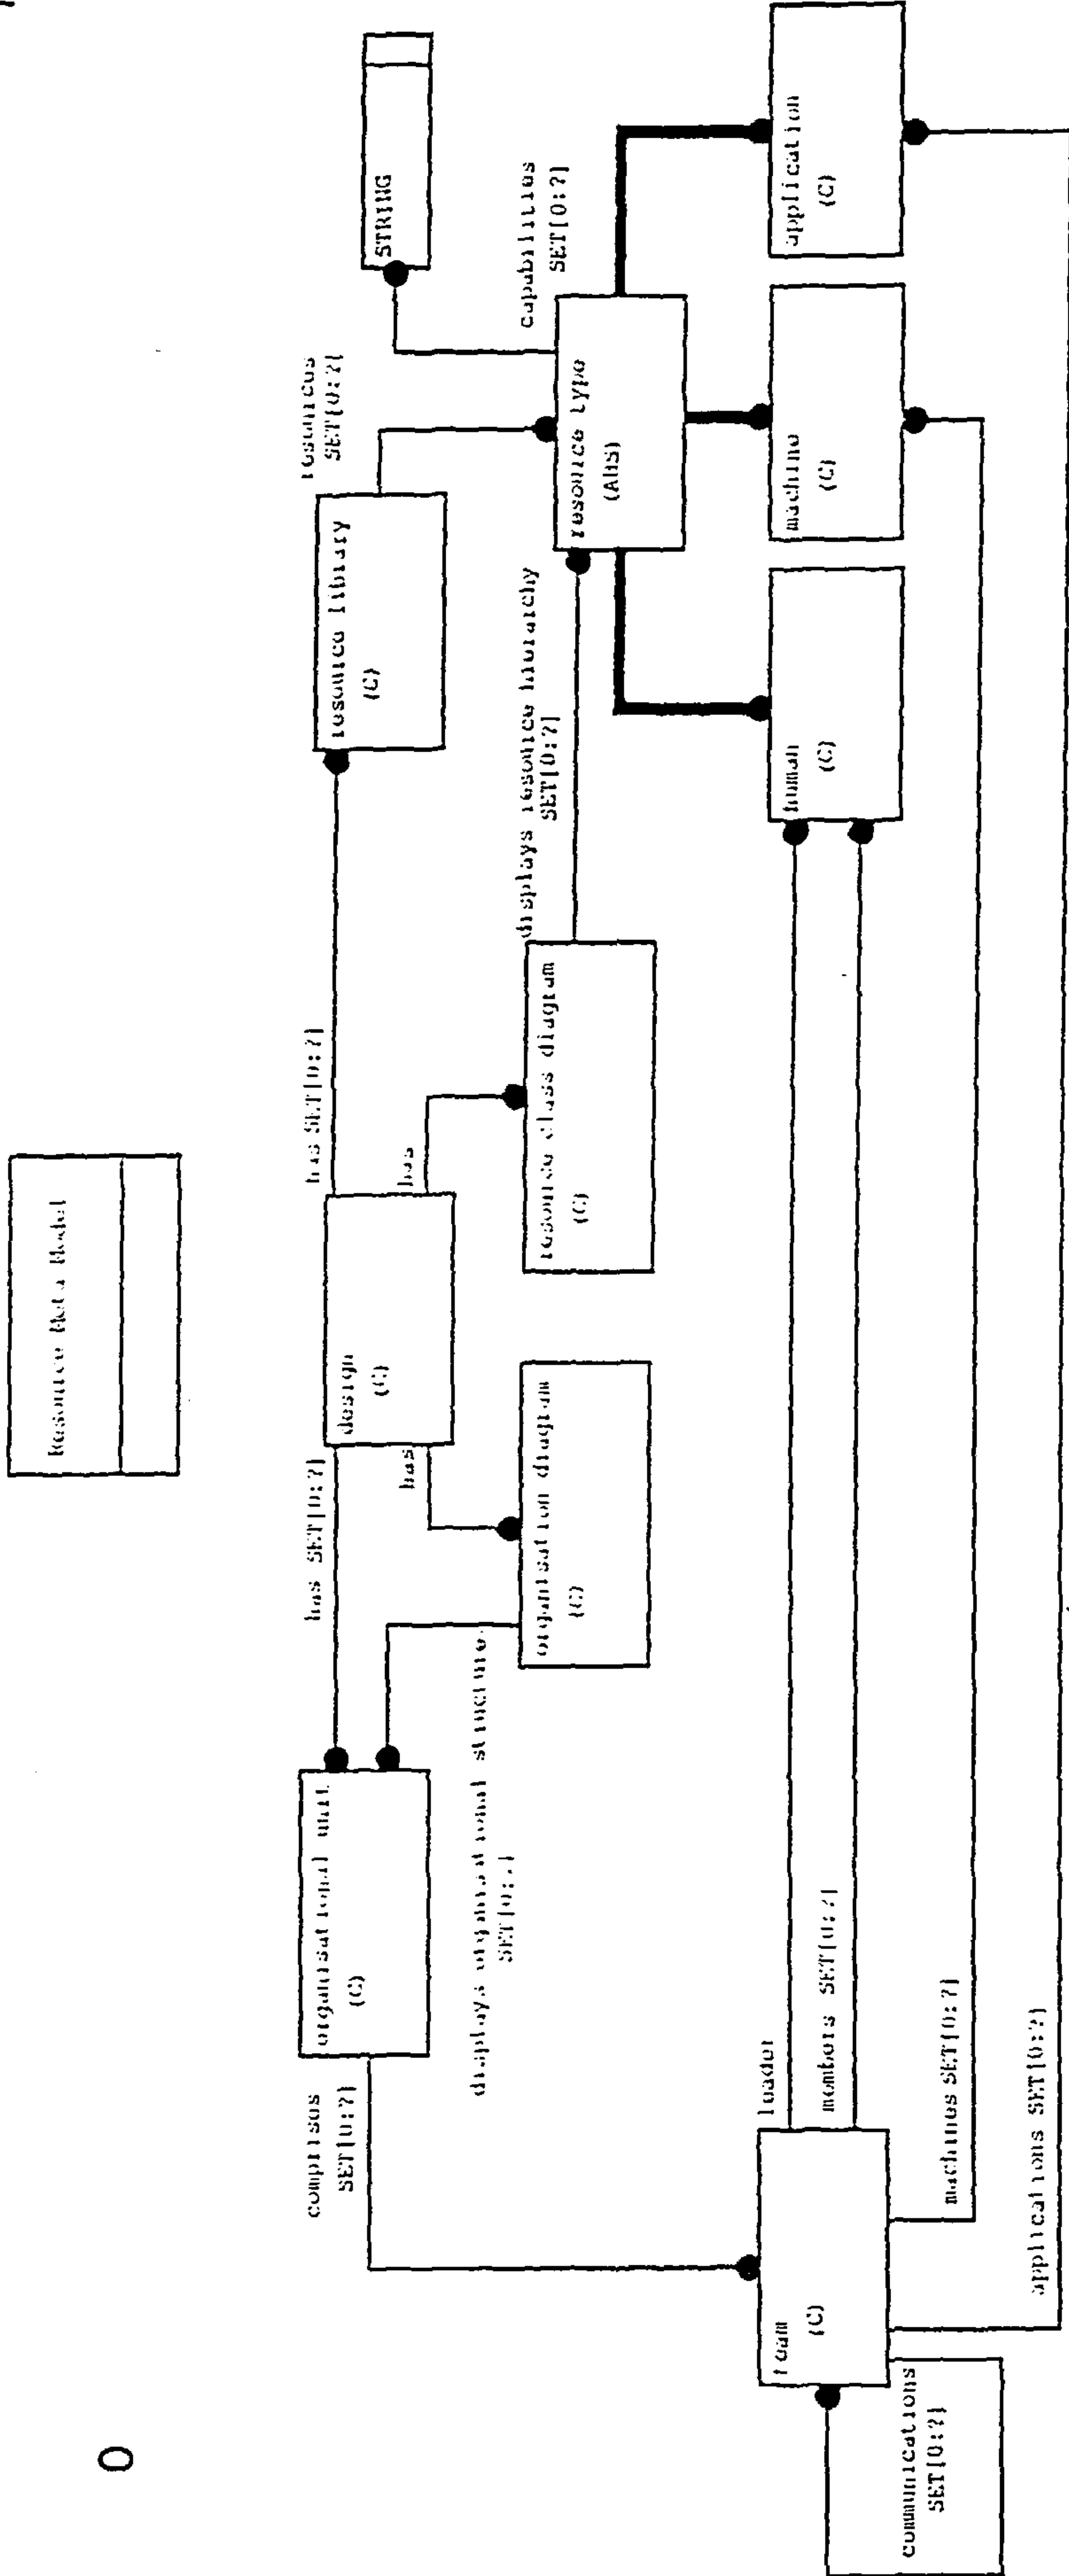 Resource Meta Model
has SET[0:?]
has SET[0:?]
resources
SET[0:?]
STRING
organisational unit
(C)
design
(C)
resource library
(C)
has
has
comprises
SET[0:?]
displays organisational structure
SET[0:?]
organisation diagram
(C)
resource class diagram
(C)
displays resource hierarchy
SET[0:?]
resource type
(ABS)
capabilities
SET[0:?]
leader
members SET[0:?]
team
(C)
human
(C)
machine
(C)
application
(C)
machines SET[0:?]
applications SET[0:?]
communications
SET[0:?]
0